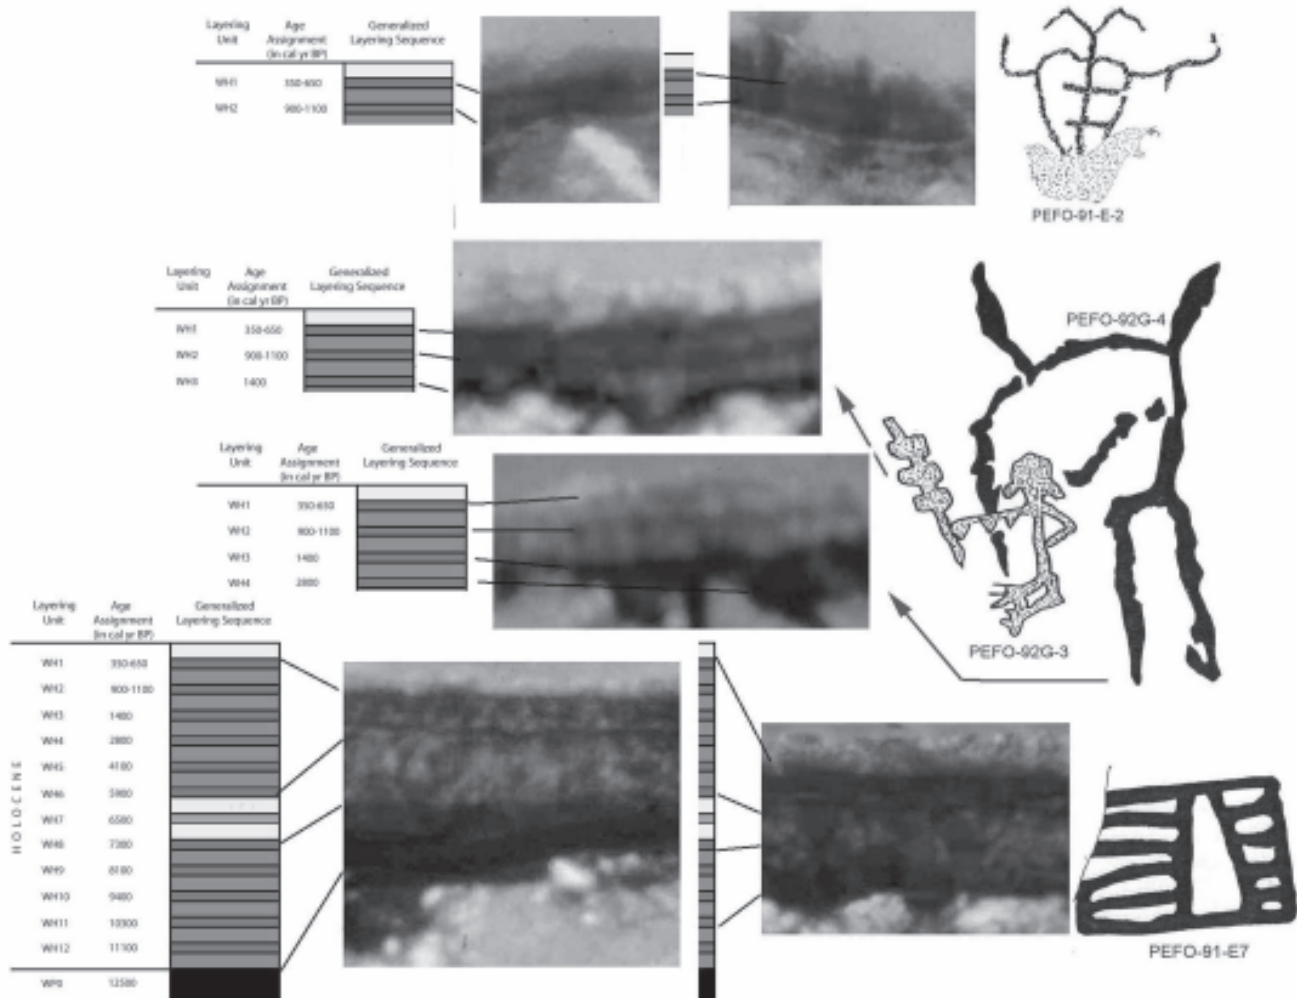 Layering Unit Age Assignment (in cal yr BP) Generalized Layering Sequence
WH1 350-650
WH2 900-1100
PEFO-91-E-2
Layering Unit Age Assignment (in cal yr BP) Generalized Layering Sequence
WH1 350-650
WH2 900-1100
WH3 1400
PEFO-92G-4
Layering Unit Age Assignment (in cal yr BP) Generalized Layering Sequence
WH1 350-650
WH2 900-1100
WH3 1400
WH4 2800
PEFO-92G-3
Layering Unit Age Assignment (in cal yr BP) Generalized Layering Sequence
HOLOCENE
WH1 350-650
WH2 900-1100
WH3 1400
WH4 2800
WH5 4100
WH6 5900
WH7 6500
WH8 7300
WH9 8100
WH10 9400
WH11 10300
WH12 11100
WP0 12500
PEFO-91-E7